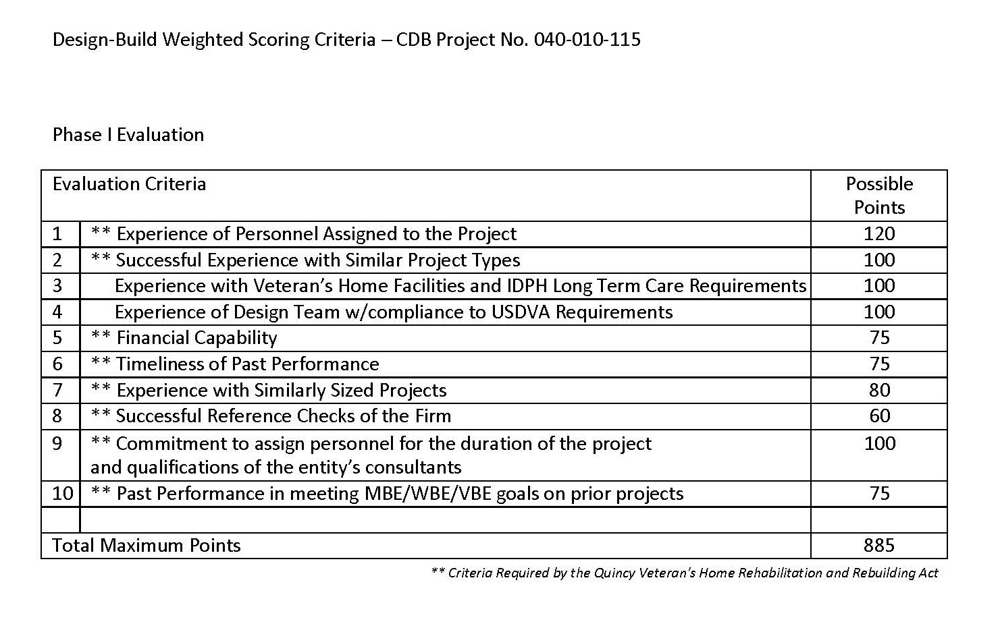 Design-Build Weighted Scoring Criteria – CDB Project No. 040-010-115
Phase I Evaluation
Evaluation Criteria Possible
Points
1 ** Experience of Personnel Assigned to the Project 120
2 ** Successful Experience with Similar Project Types 100
3 Experience with Veteran's Home Facilities and IDPH Long Term Care Requirements 100
4 Experience of Design Team w/compliance to USDVA Requirements 100
5 ** Financial Capability 75
6 ** Timeliness of Past Performance 75
7 ** Experience with Similarly Sized Projects 80
8 ** Successful Reference Checks of the Firm 60
9 ** Commitment to assign personnel for the duration of the project 100
and qualifications of the entity's consultants
10 ** Past Performance in meeting MBE/WBE/VBE goals on prior projects 75
Total Maximum Points 885
** Criteria Required by the Quincy Veteran's Home Rehabilitation and Rebuilding Act